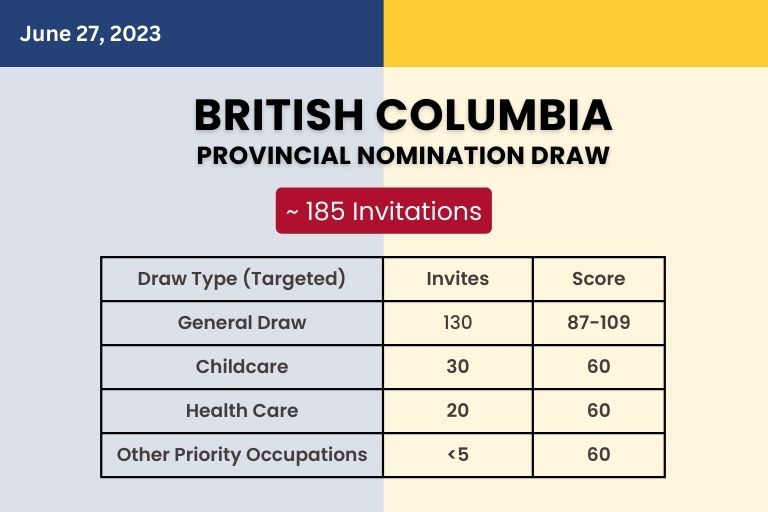 June 27, 2023
BRITISH COLUMBIA
PROVINCIAL NOMINATION DRAW
~ 185 Invitations
Draw Type (Targeted) Invites Score
General Draw 130 87-109
Childcare 30 60
Health Care 20 60
Other Priority Occupations <5 60